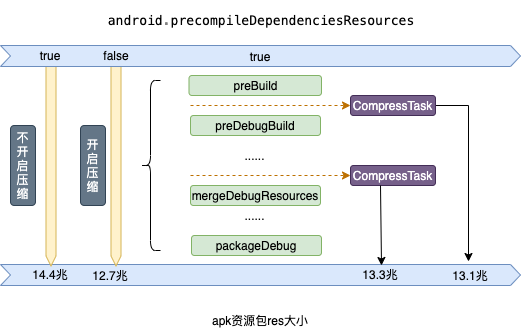 android.precompileDependenciesResources
true
false
true
preBuild
CompressTask
preDebugBuild
不开启压缩
开启压缩
......
CompressTask
mergeDebugResources
......
packageDebug
14.4兆
12.7兆
13.3兆
13.1兆
apk资源包res大小